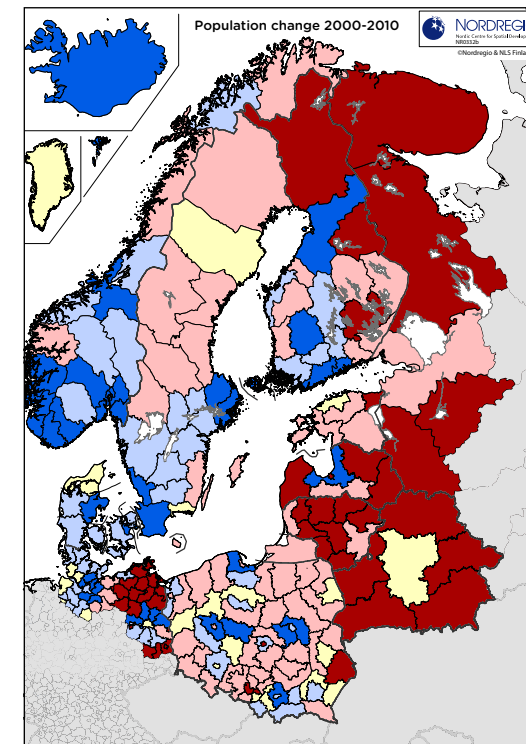 Population change 2000-2010
NORDREGI
Nordic Centre for Spatial Develop
NR0332b
©Nordregio & NLS Finla